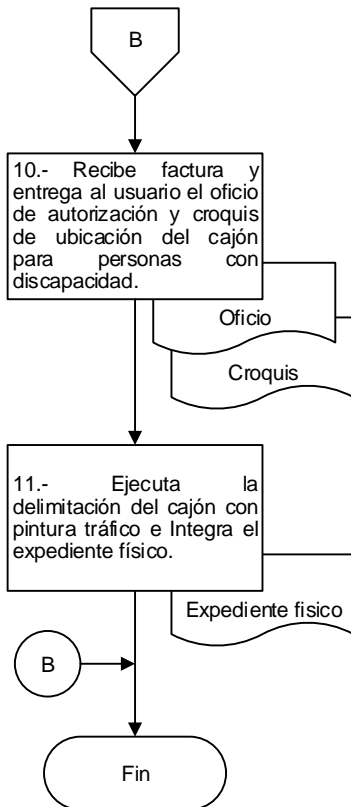 B
10.- Recibe factura y
entrega al usuario el oficio
de autorización y croquis
de ubicación del cajón
para personas con
discapacidad.
Oficio
Croquis
11.- Ejecuta la
delimitación del cajón con
pintura tráfico e Integra el
expediente físico.
Expediente fisico
B
Fin